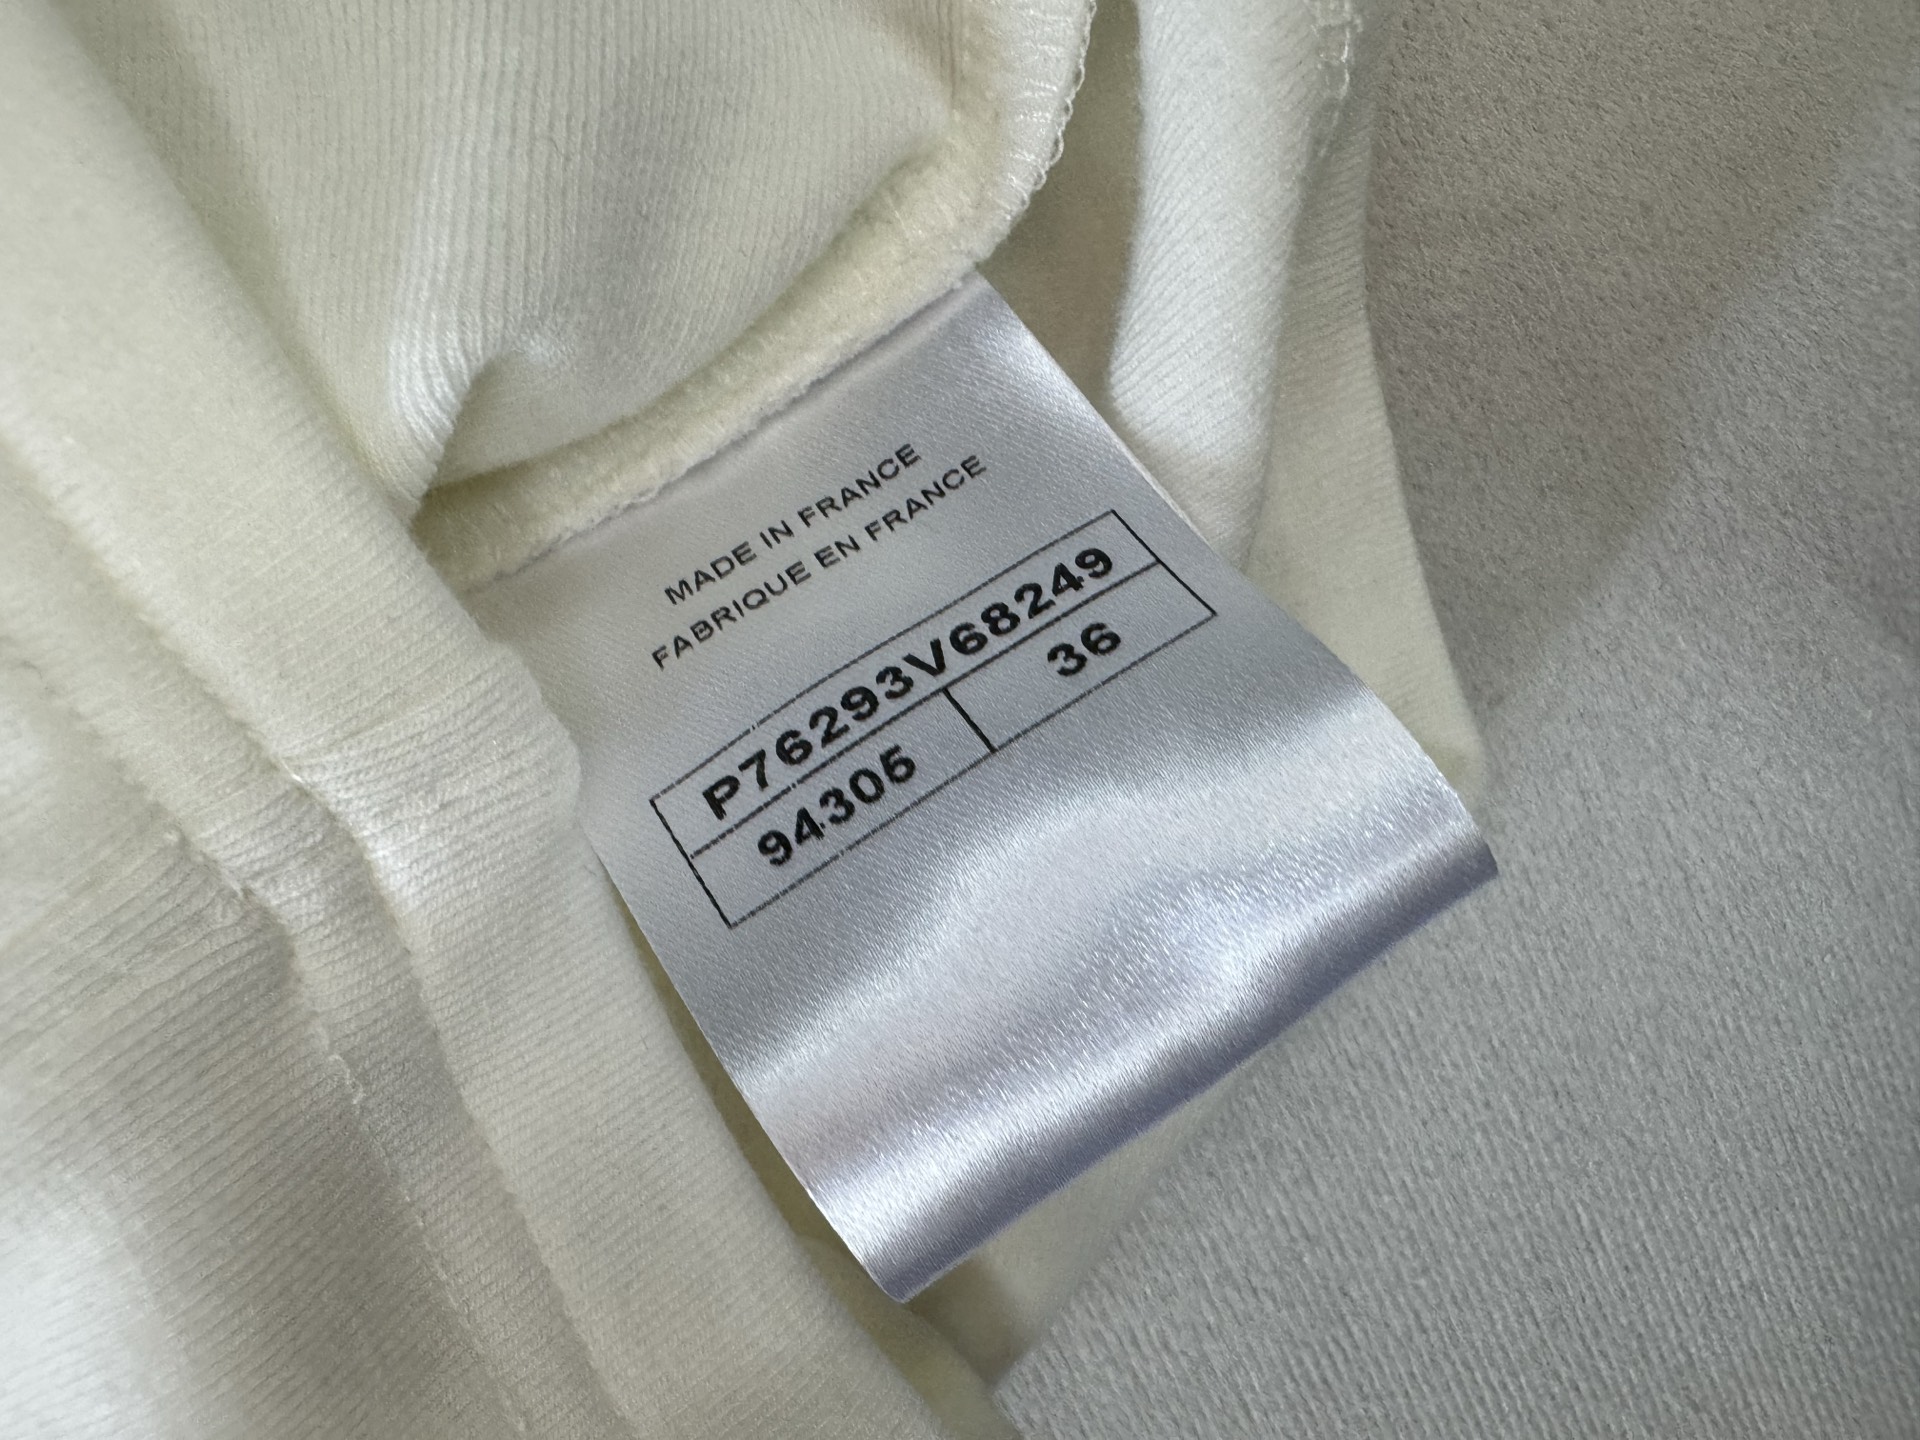 MADE IN FRANCE
FABRIQUE EN FRANCE
P76293V68249
94305 36